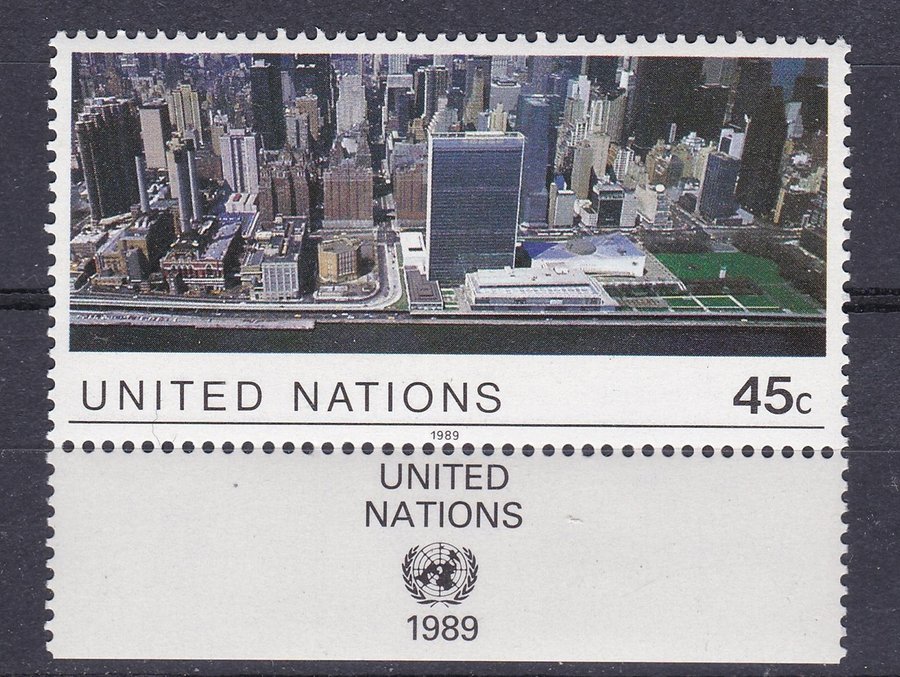 UNITED NATIONS 45c
1989
UNITED
NATIONS
1989